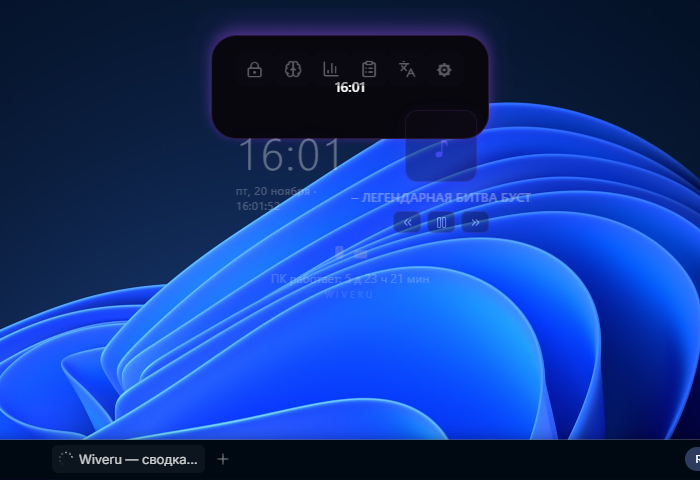 16:01
16:01
пт, 20 ноября ·
16:01:52
– ЛЕГЕНДАРНАЯ БИТВА БУСТ
ПК работает: 5 д 23 ч 21 мин
WIVERU
Wiveru — сводка...